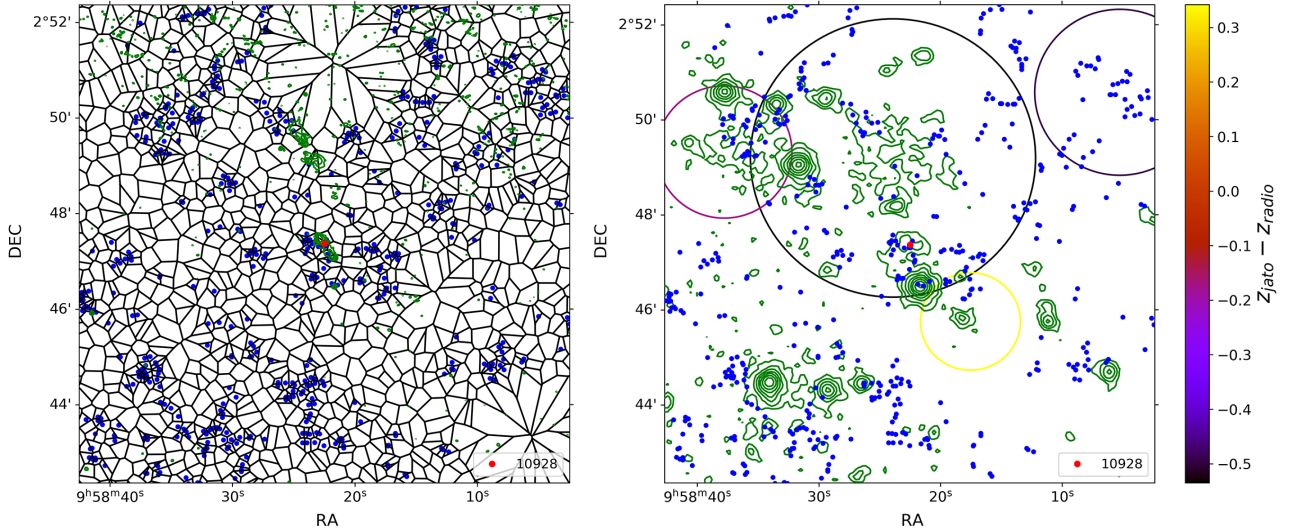 2°52'
50'
48'
46'
44'
DEC
10928
9ʰ58ᵐ40ˢ
30ˢ
20ˢ
10ˢ
RA
2°52'
50'
48'
46'
44'
DEC
10928
9ʰ58ᵐ40ˢ
30ˢ
20ˢ
10ˢ
RA
0.3
0.2
0.1
0.0
−0.1
−0.2
−0.3
−0.4
−0.5
z_jato − z_radio